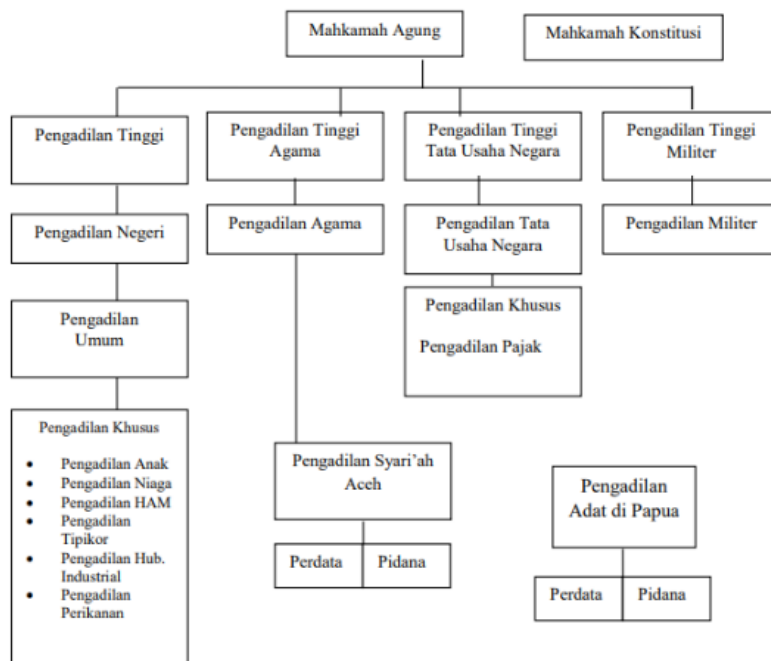 Mahkamah Agung
Mahkamah Konstitusi
Pengadilan Tinggi
Pengadilan Tinggi
Agama
Pengadilan Tinggi
Tata Usaha Negara
Pengadilan Tinggi
Militer
Pengadilan Negeri
Pengadilan Agama
Pengadilan Tata
Usaha Negara
Pengadilan Militer
Pengadilan
Umum
Pengadilan Khusus
Pengadilan Pajak
Pengadilan Khusus
• Pengadilan Anak
• Pengadilan Niaga
• Pengadilan HAM
• Pengadilan
Tipikor
• Pengadilan Hub.
Industrial
• Pengadilan
Perikanan
Pengadilan Syari'ah
Aceh
Perdata
Pidana
Pengadilan
Adat di Papua
Perdata
Pidana